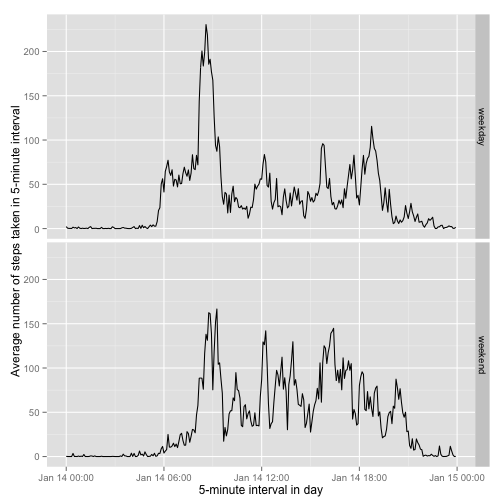 Average number of steps taken in 5-minute interval
200
150
100
50
0
weekday
200
150
100
50
0
weekend
Jan 14 00:00 Jan 14 06:00 Jan 14 12:00 Jan 14 18:00 Jan 15 00:00
5-minute interval in day